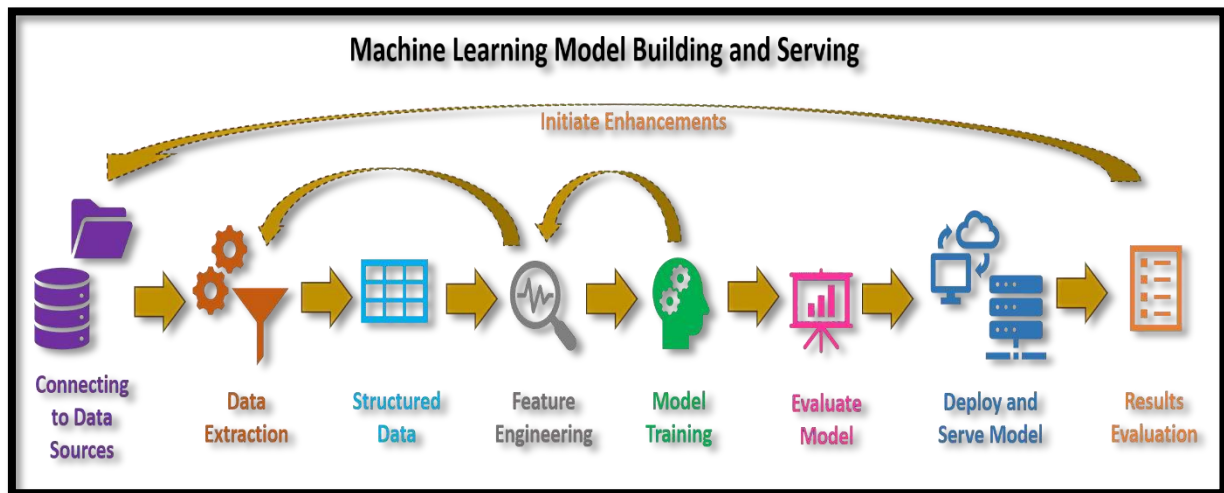 Machine Learning Model Building and Serving
Initiate Enhancements
Connecting
to Data
Sources
Data
Extraction
Structured
Data
Feature
Engineering
Model
Training
Evaluate
Model
Deploy and
Serve Model
Results
Evaluation